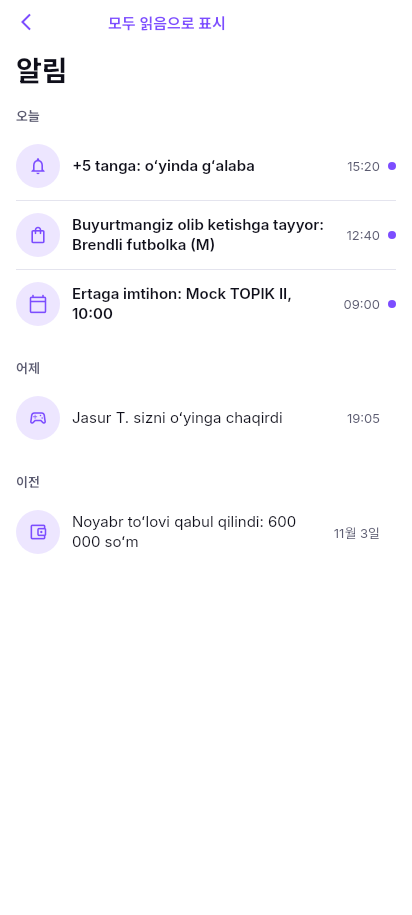 모두 읽음으로 표시
알림
오늘
+5 tanga: oʻyinda gʻalaba
15:20
Buyurtmangiz olib ketishga tayyor:
Brendli futbolka (M)
12:40
Ertaga imtihon: Mock TOPIK II,
10:00
09:00
어제
Jasur T. sizni oʻyinga chaqirdi
19:05
이전
Noyabr toʻlovi qabul qilindi: 600
000 soʻm
11월 3일